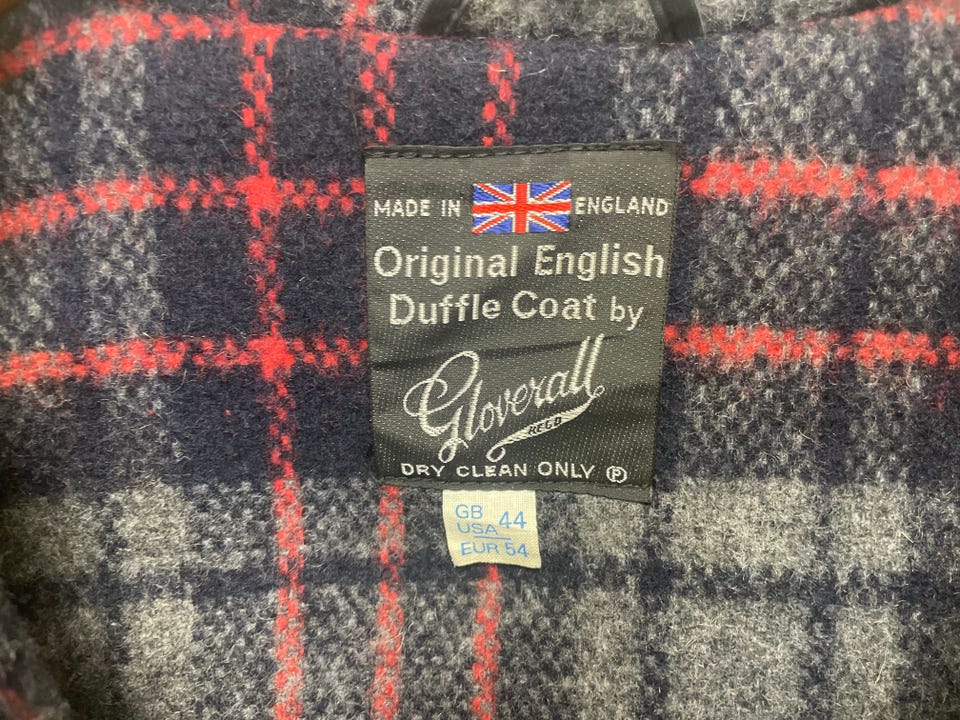 MADE IN ENGLAND
Original English
Duffle Coat by
Gloverall
REGD
DRY CLEAN ONLY Ⓟ
GB
USA 44
EUR 54